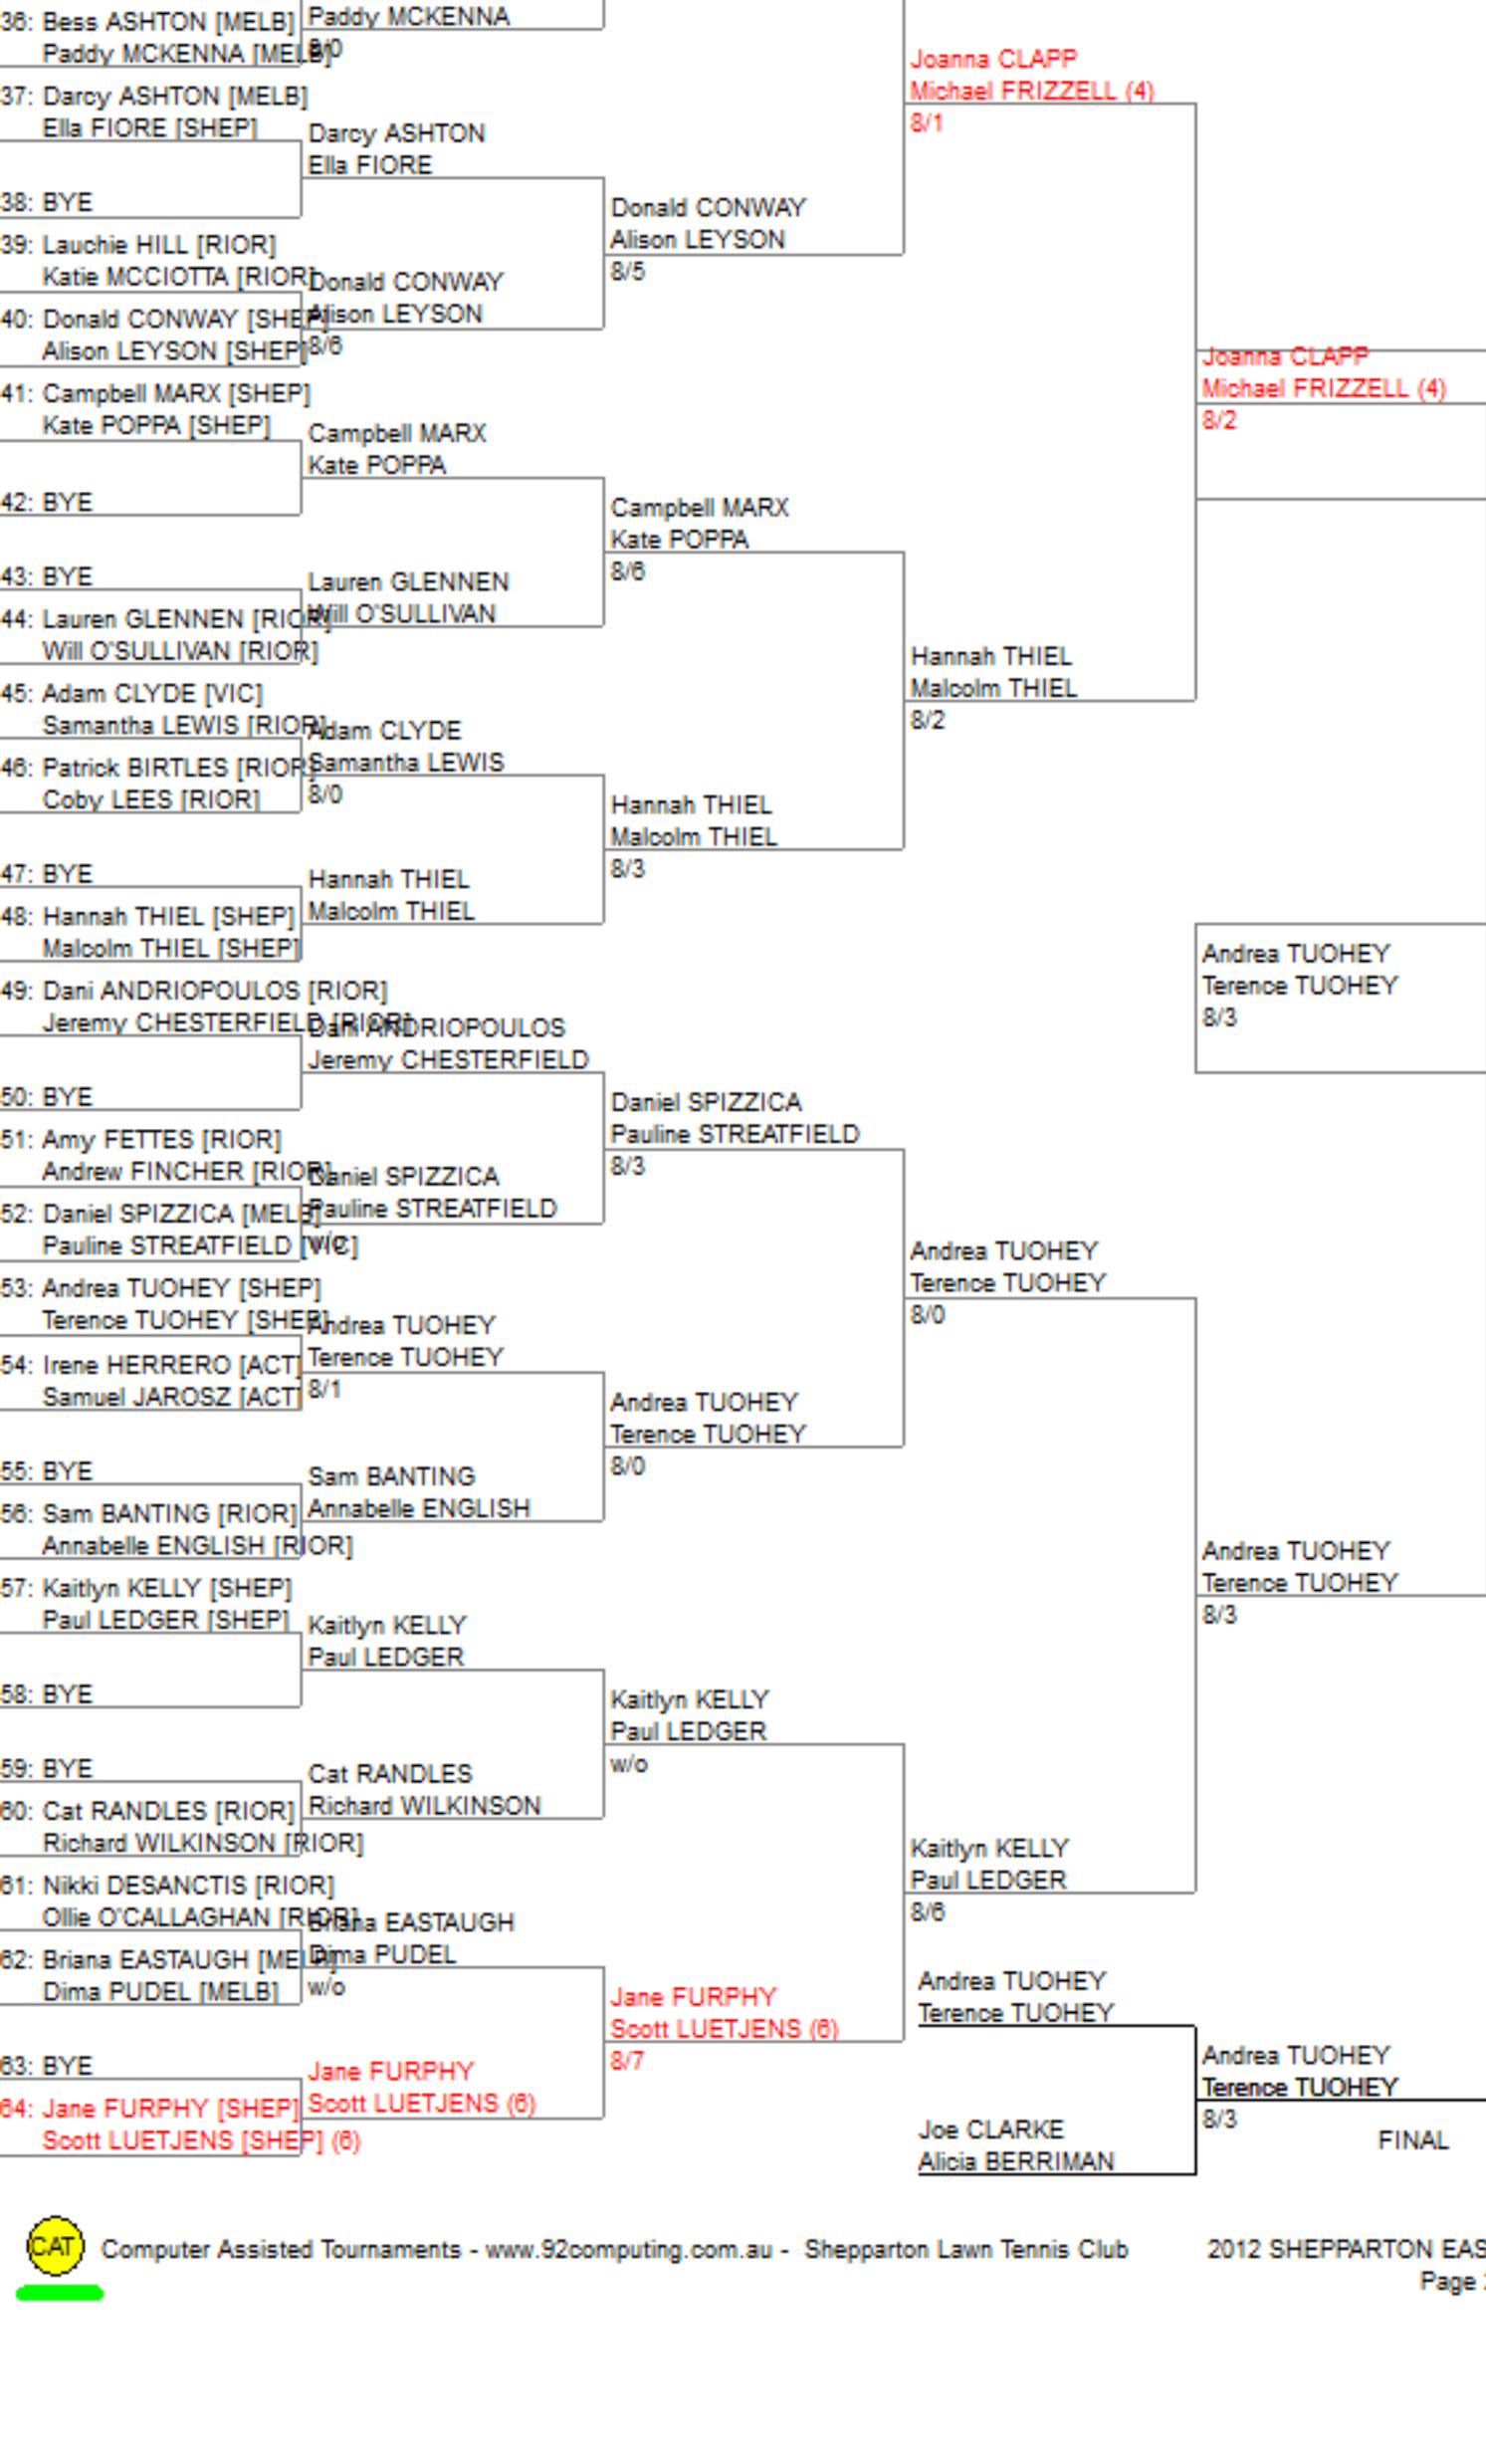 36: Bess ASHTON [MELB]
Paddy MCKENNA [MELB]
37: Darcy ASHTON [MELB]
Ella FIORE [SHEP]
38: BYE
39: Lauchie HILL [RIOR]
Katie MCCIOTTA [RIOR]
40: Donald CONWAY [SHEP]
Alison LEYSON [SHEP]
41: Campbell MARX [SHEP]
Kate POPPA [SHEP]
42: BYE
43: BYE
44: Lauren GLENNEN [RIOR]
Will O'SULLIVAN [RIOR]
45: Adam CLYDE [VIC]
Samantha LEWIS [RIOR]
46: Patrick BIRTLES [RIOR]
Coby LEES [RIOR]
47: BYE
48: Hannah THIEL [SHEP]
Malcolm THIEL [SHEP]
49: Dani ANDRIOPOULOS [RIOR]
Jeremy CHESTERFIELD [RIOR]
50: BYE
51: Amy FETTES [RIOR]
Andrew FINCHER [RIOR]
52: Daniel SPIZZICA [MELB]
Pauline STREATFIELD [VIC]
53: Andrea TUOHEY [SHEP]
Terence TUOHEY [SHEP]
54: Irene HERRERO [ACT]
Samuel JAROSZ [ACT]
55: BYE
56: Sam BANTING [RIOR]
Annabelle ENGLISH [RIOR]
57: Kaitlyn KELLY [SHEP]
Paul LEDGER [SHEP]
58: BYE
59: BYE
60: Cat RANDLES [RIOR]
Richard WILKINSON [RIOR]
61: Nikki DESANCTIS [RIOR]
Ollie O'CALLAGHAN [RIOR]
62: Briana EASTAUGH [MELB]
Dima PUDEL [MELB]
63: BYE
64: Jane FURPHY [SHEP]
Scott LUETJENS [SHEP] (6)
Paddy MCKENNA
8/0
Darcy ASHTON
Ella FIORE
Donald CONWAY
Alison LEYSON
8/6
Campbell MARX
Kate POPPA
Lauren GLENNEN
Will O'SULLIVAN
Adam CLYDE
Samantha LEWIS
8/0
Hannah THIEL
Malcolm THIEL
Dani ANDRIOPOULOS
Jeremy CHESTERFIELD
Daniel SPIZZICA
Pauline STREATFIELD
w/o
Andrea TUOHEY
Terence TUOHEY
8/1
Sam BANTING
Annabelle ENGLISH
Kaitlyn KELLY
Paul LEDGER
Cat RANDLES
Richard WILKINSON
Briana EASTAUGH
Dima PUDEL
w/o
Jane FURPHY
Scott LUETJENS (6)
Donald CONWAY
Alison LEYSON
8/5
Campbell MARX
Kate POPPA
8/6
Hannah THIEL
Malcolm THIEL
8/3
Daniel SPIZZICA
Pauline STREATFIELD
8/3
Andrea TUOHEY
Terence TUOHEY
8/0
Kaitlyn KELLY
Paul LEDGER
w/o
Jane FURPHY
Scott LUETJENS (6)
8/7
Joanna CLAPP
Michael FRIZZELL (4)
8/1
Hannah THIEL
Malcolm THIEL
8/2
Andrea TUOHEY
Terence TUOHEY
8/0
Kaitlyn KELLY
Paul LEDGER
8/6
Andrea TUOHEY
Terence TUOHEY
Joe CLARKE
Alicia BERRIMAN
Joanna CLAPP
Michael FRIZZELL (4)
8/2
Andrea TUOHEY
Terence TUOHEY
8/3
Andrea TUOHEY
Terence TUOHEY
8/3
Andrea TUOHEY
Terence TUOHEY
8/3
FINAL
CAT
Computer Assisted Tournaments - www.92computing.com.au - Shepparton Lawn Tennis Club
2012 SHEPPARTON EAS
Page